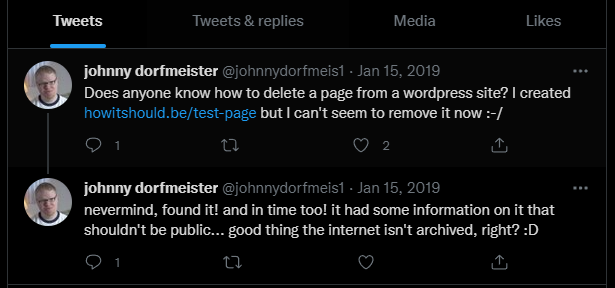 Tweets Tweets & replies Media Likes
johnny dorfmeister @johnnydorfmeis1 · Jan 15, 2019
Does anyone know how to delete a page from a wordpress site? I created
howitshould.be/test-page but I can't seem to remove it now :-/
1 2
johnny dorfmeister @johnnydorfmeis1 · Jan 15, 2019
nevermind, found it! and in time too! it had some information on it that
shouldn't be public... good thing the internet isn't archived, right? :D
1